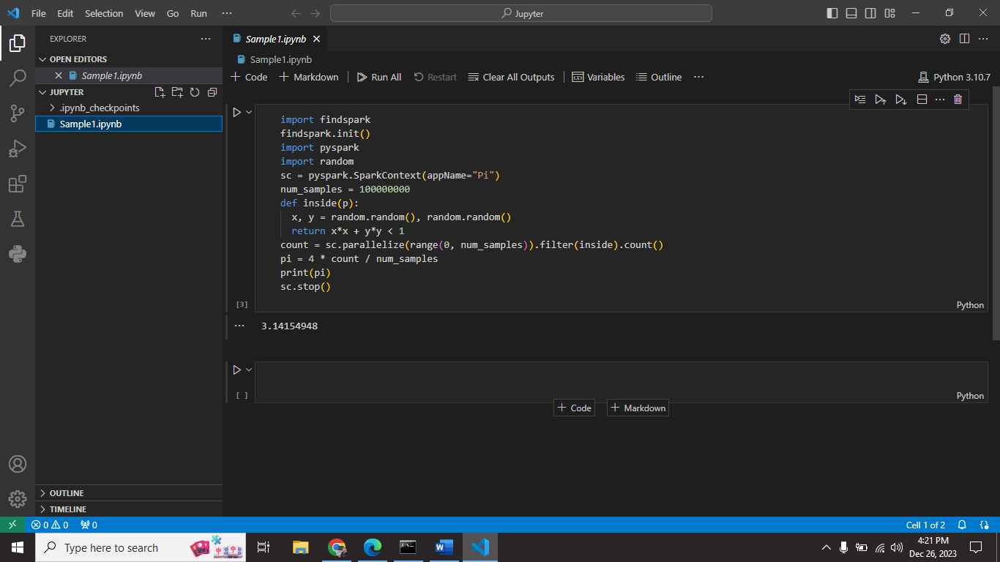 File Edit Selection View Go Run ···
Jupyter
EXPLORER ···
OPEN EDITORS
Sample1.ipynb
JUPYTER
.ipynb_checkpoints
Sample1.ipynb
OUTLINE
TIMELINE
Sample1.ipynb
Sample1.ipynb
+ Code + Markdown Run All Restart Clear All Outputs Variables Outline ··· Python 3.10.7
import findspark
findspark.init()
import pyspark
import random
sc = pyspark.SparkContext(appName="Pi")
num_samples = 100000000
def inside(p):
  x, y = random.random(), random.random()
  return x*x + y*y < 1
count = sc.parallelize(range(0, num_samples)).filter(inside).count()
pi = 4 * count / num_samples
print(pi)
sc.stop()
[3] Python
··· 3.14154948
[ ] Python
+ Code + Markdown
0 0 0 Cell 1 of 2
Type here to search
4:21 PM
Dec 26, 2023